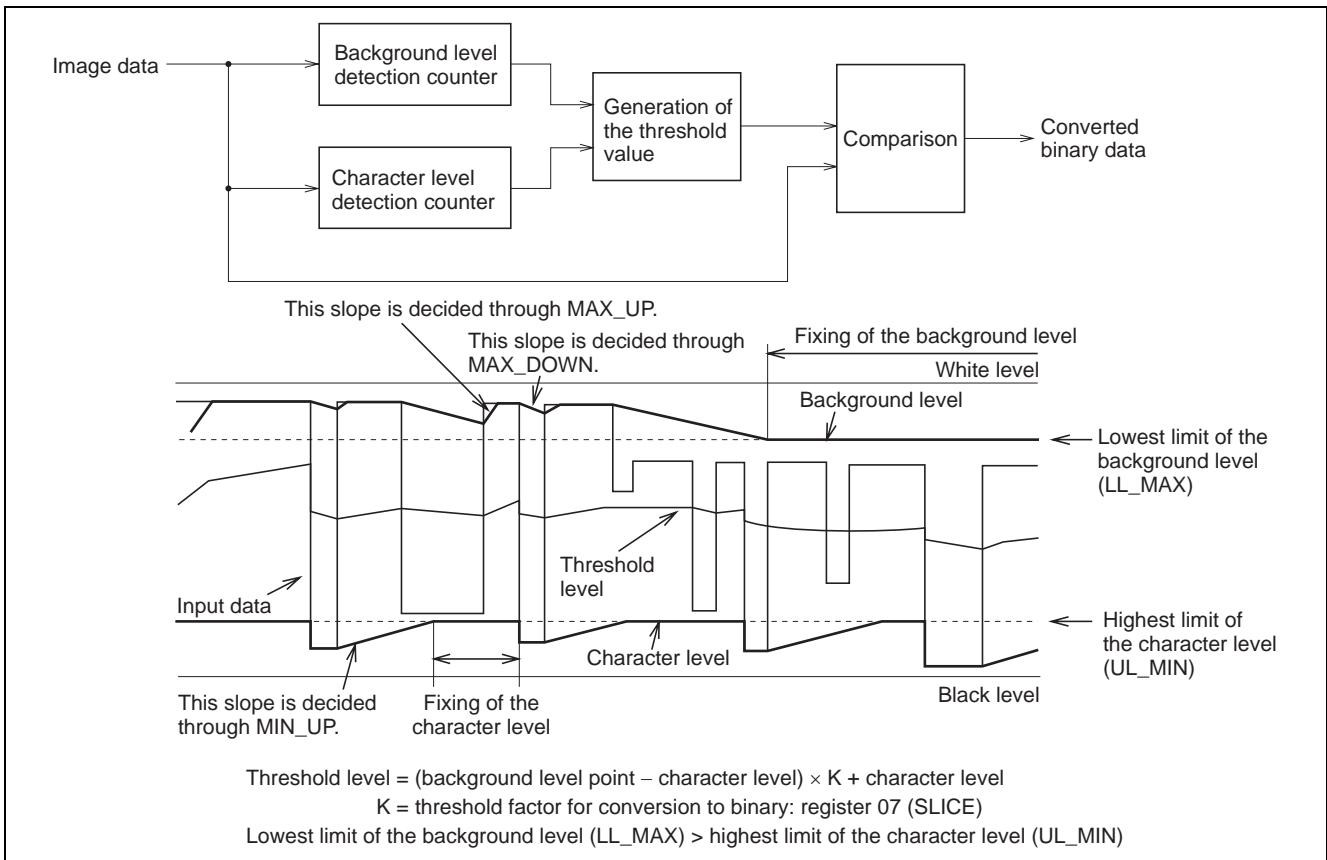 Image data
Background level
detection counter
Character level
detection counter
Generation of
the threshold
value
Comparison
Converted
binary data
This slope is decided through MAX_UP.
This slope is decided through
MAX_DOWN.
Fixing of the background level
White level
Background level
Lowest limit of the
background level
(LL_MAX)
Threshold
level
Input data
Highest limit of
the character level
(UL_MIN)
Character level
Black level
This slope is decided
through MIN_UP.
Fixing of the
character level
Threshold level = (background level point − character level) × K + character level
K = threshold factor for conversion to binary: register 07 (SLICE)
Lowest limit of the background level (LL_MAX) > highest limit of the character level (UL_MIN)